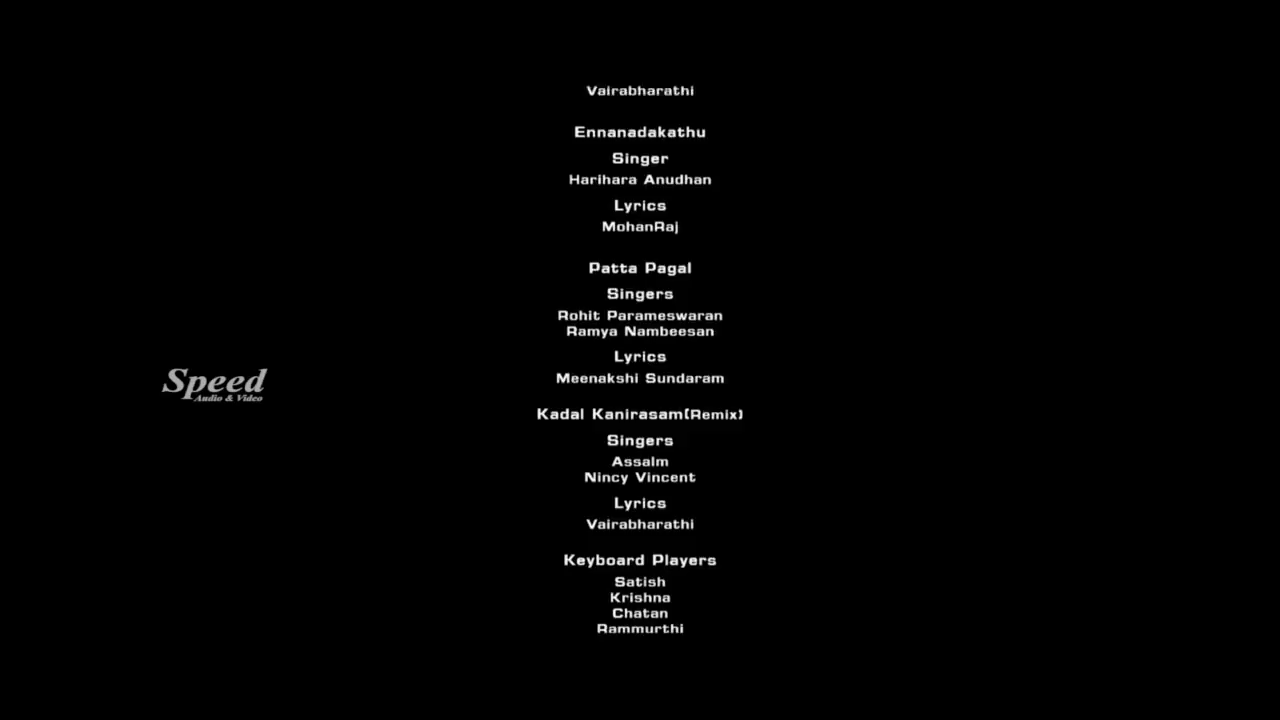 Vairabharathi
Ennanadakathu
Singer
Harihara Anudhan
Lyrics
MohanRaj
Patta Pagal
Singers
Rohit Parameswaran
Ramya Nambeesan
Lyrics
Meenakshi Sundaram
Speed
Audio & Video
Kadal Kanirasam(Remix)
Singers
Assalm
Nincy Vincent
Lyrics
Vairabharathi
Keyboard Players
Satish
Krishna
Chatan
Rammurthi